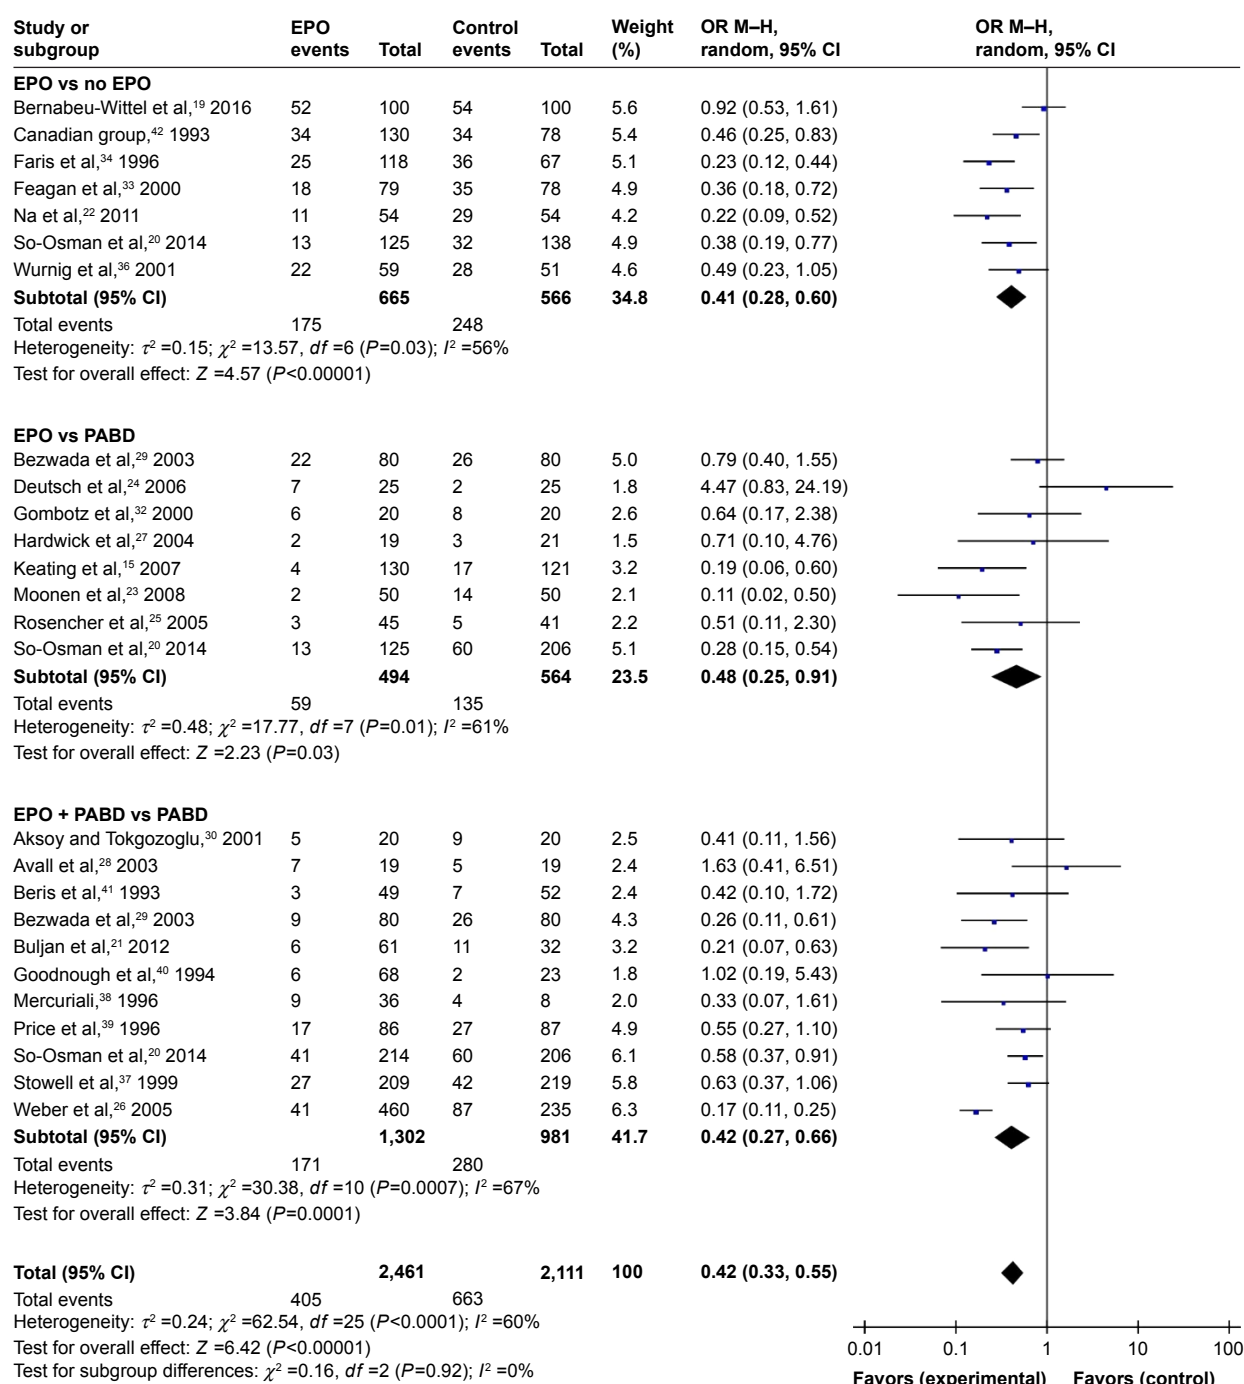 Study or subgroup EPO events Total Control events Total Weight (%) OR M–H, random, 95% CI OR M–H, random, 95% CI
EPO vs no EPO
Bernabeu-Wittel et al,19 2016 52 100 54 100 5.6 0.92 (0.53, 1.61)
Canadian group,42 1993 34 130 34 78 5.4 0.46 (0.25, 0.83)
Faris et al,34 1996 25 118 36 67 5.1 0.23 (0.12, 0.44)
Feagan et al,33 2000 18 79 35 78 4.9 0.36 (0.18, 0.72)
Na et al,22 2011 11 54 29 54 4.2 0.22 (0.09, 0.52)
So-Osman et al,20 2014 13 125 32 138 4.9 0.38 (0.19, 0.77)
Wurnig et al,36 2001 22 59 28 51 4.6 0.49 (0.23, 1.05)
Subtotal (95% CI) 665 566 34.8 0.41 (0.28, 0.60)
Total events 175 248
Heterogeneity: τ² =0.15; χ² =13.57, df =6 (P=0.03); I² =56%
Test for overall effect: Z =4.57 (P<0.00001)
EPO vs PABD
Bezwada et al,29 2003 22 80 26 80 5.0 0.79 (0.40, 1.55)
Deutsch et al,24 2006 7 25 2 25 1.8 4.47 (0.83, 24.19)
Gombotz et al,32 2000 6 20 8 20 2.6 0.64 (0.17, 2.38)
Hardwick et al,27 2004 2 19 3 21 1.5 0.71 (0.10, 4.76)
Keating et al,15 2007 4 130 17 121 3.2 0.19 (0.06, 0.60)
Moonen et al,23 2008 2 50 14 50 2.1 0.11 (0.02, 0.50)
Rosencher et al,25 2005 3 45 5 41 2.2 0.51 (0.11, 2.30)
So-Osman et al,20 2014 13 125 60 206 5.1 0.28 (0.15, 0.54)
Subtotal (95% CI) 494 564 23.5 0.48 (0.25, 0.91)
Total events 59 135
Heterogeneity: τ² =0.48; χ² =17.77, df =7 (P=0.01); I² =61%
Test for overall effect: Z =2.23 (P=0.03)
EPO + PABD vs PABD
Aksoy and Tokgozoglu,30 2001 5 20 9 20 2.5 0.41 (0.11, 1.56)
Avall et al,28 2003 7 19 5 19 2.4 1.63 (0.41, 6.51)
Beris et al,41 1993 3 49 7 52 2.4 0.42 (0.10, 1.72)
Bezwada et al,29 2003 9 80 26 80 4.3 0.26 (0.11, 0.61)
Buljan et al,21 2012 6 61 11 32 3.2 0.21 (0.07, 0.63)
Goodnough et al,40 1994 6 68 2 23 1.8 1.02 (0.19, 5.43)
Mercuriali,38 1996 9 36 4 8 2.0 0.33 (0.07, 1.61)
Price et al,39 1996 17 86 27 87 4.9 0.55 (0.27, 1.10)
So-Osman et al,20 2014 41 214 60 206 6.1 0.58 (0.37, 0.91)
Stowell et al,37 1999 27 209 42 219 5.8 0.63 (0.37, 1.06)
Weber et al,26 2005 41 460 87 235 6.3 0.17 (0.11, 0.25)
Subtotal (95% CI) 1,302 981 41.7 0.42 (0.27, 0.66)
Total events 171 280
Heterogeneity: τ² =0.31; χ² =30.38, df =10 (P=0.0007); I² =67%
Test for overall effect: Z =3.84 (P=0.0001)
Total (95% CI) 2,461 2,111 100 0.42 (0.33, 0.55)
Total events 405 663
Heterogeneity: τ² =0.24; χ² =62.54, df =25 (P<0.0001); I² =60%
Test for overall effect: Z =6.42 (P<0.00001)
Test for subgroup differences: χ² =0.16, df =2 (P=0.92); I² =0%
0.01 0.1 1 10 100
Favors (experimental) Favors (control)